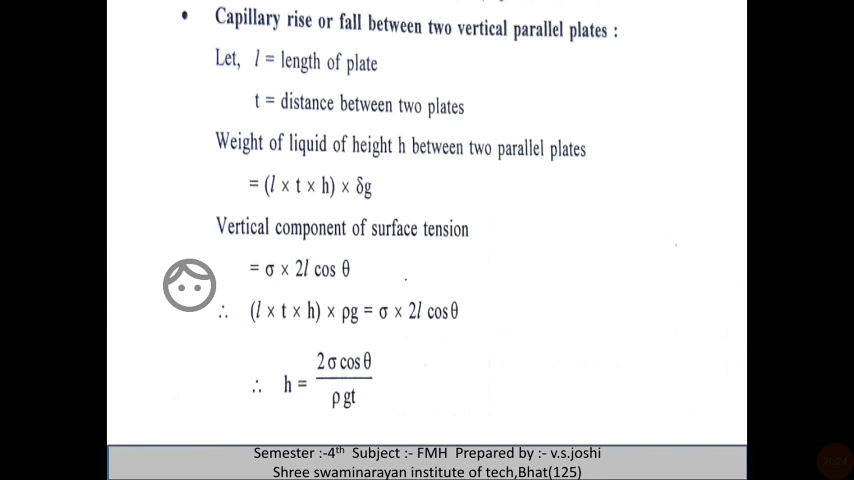 • Capillary rise or fall between two vertical parallel plates :
Let, l = length of plate
t = distance between two plates
Weight of liquid of height h between two parallel plates
= (l × t × h) × δg
Vertical component of surface tension
= σ × 2l cos θ
∴ (l × t × h) × ρg = σ × 2l cosθ
∴ h = 2σ cosθ / ρgt
Semester :-4th Subject :- FMH Prepared by :- v.s.joshi
Shree swaminarayan institute of tech,Bhat(125)